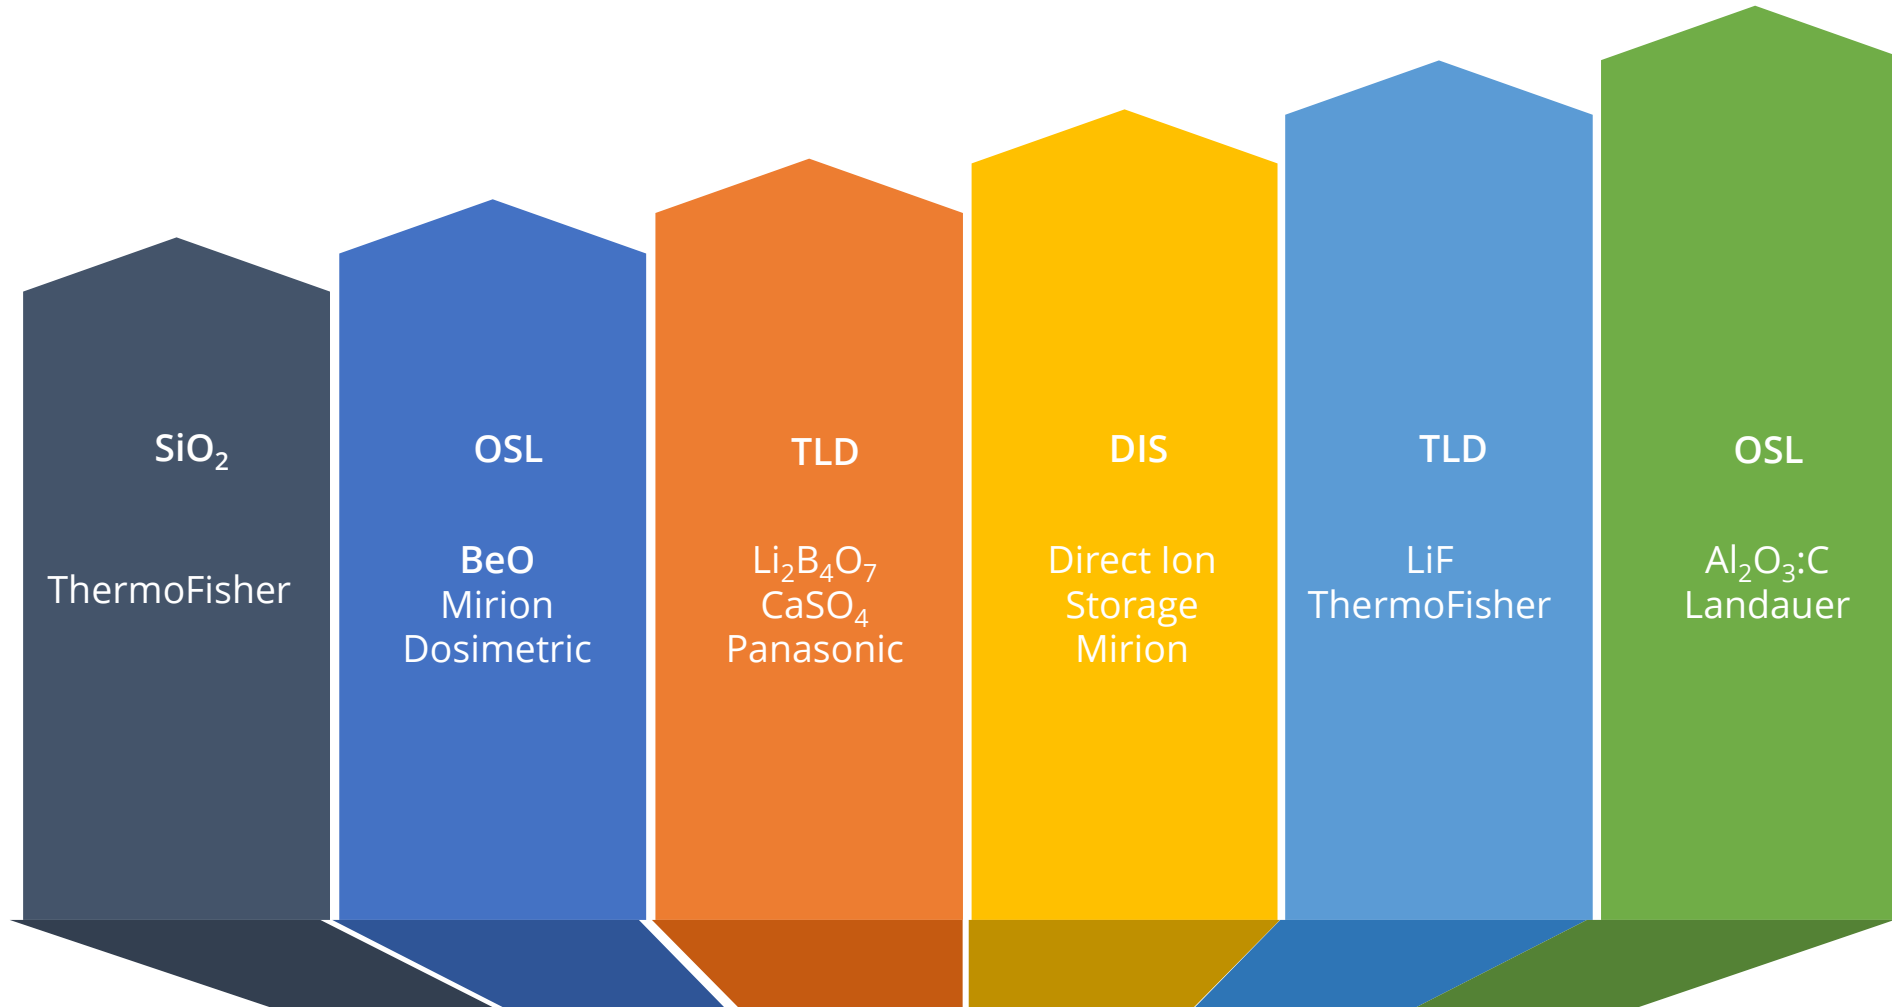 SiO₂
ThermoFisher
OSL
BeO
Mirion
Dosimetric
TLD
Li₂B₄O₇
CaSO₄
Panasonic
DIS
Direct Ion
Storage
Mirion
TLD
LiF
ThermoFisher
OSL
Al₂O₃:C
Landauer